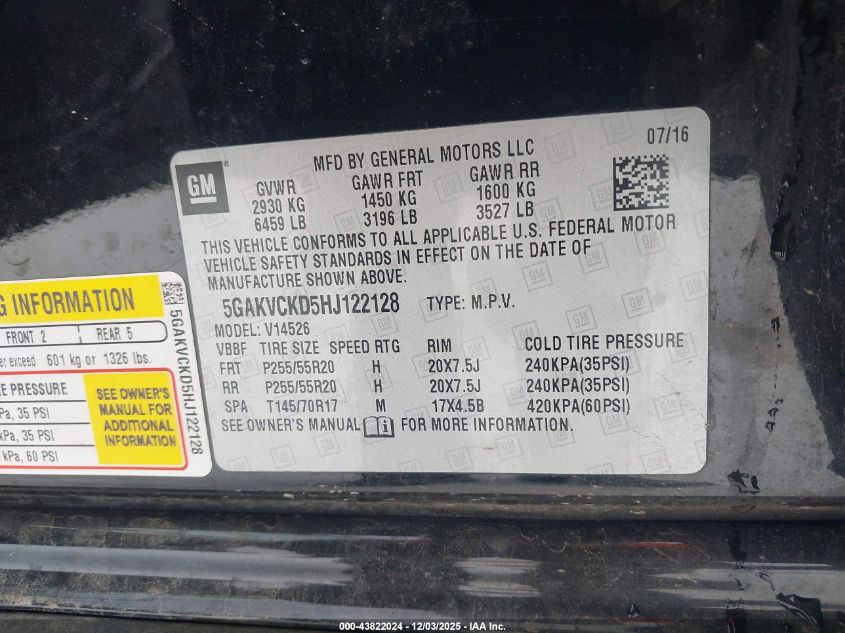 07/16
MFD BY GENERAL MOTORS LLC
GM
®
GVWR GAWR FRT GAWR RR
2930 KG 1450 KG 1600 KG
6459 LB 3196 LB 3527 LB
THIS VEHICLE CONFORMS TO ALL APPLICABLE U.S. FEDERAL MOTOR
VEHICLE SAFETY STANDARDS IN EFFECT ON THE DATE OF
MANUFACTURE SHOWN ABOVE.
5GAKVCKD5HJ122128 TYPE: M.P.V.
MODEL: V14526
VBBF TIRE SIZE SPEED RTG RIM COLD TIRE PRESSURE
FRT P255/55R20 H 20X7.5J 240KPA(35PSI)
RR P255/55R20 H 20X7.5J 240KPA(35PSI)
SPA T145/70R17 M 17X4.5B 420KPA(60PSI)
SEE OWNER'S MANUAL i FOR MORE INFORMATION.
G INFORMATION
FRONT 2 REAR 5
exceed 601 kg or 1326 lbs.
E PRESSURE
Pa, 35 PSI
kPa, 35 PSI
kPa, 60 PSI
SEE OWNER'S
MANUAL FOR
ADDITIONAL
INFORMATION
5GAKVCKD5HJ122128
000-43822024 - 12/03/2025 - IAA Inc.